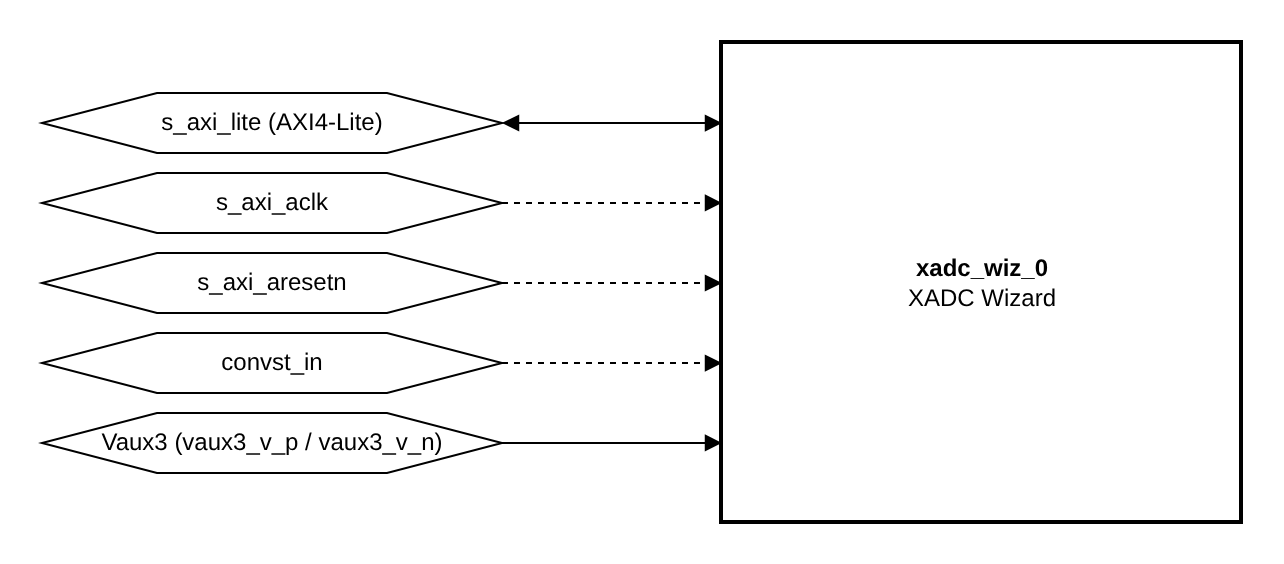 s_axi_lite (AXI4-Lite)
s_axi_aclk
s_axi_aresetn
convst_in
Vaux3 (vaux3_v_p / vaux3_v_n)
xadc_wiz_0
XADC Wizard